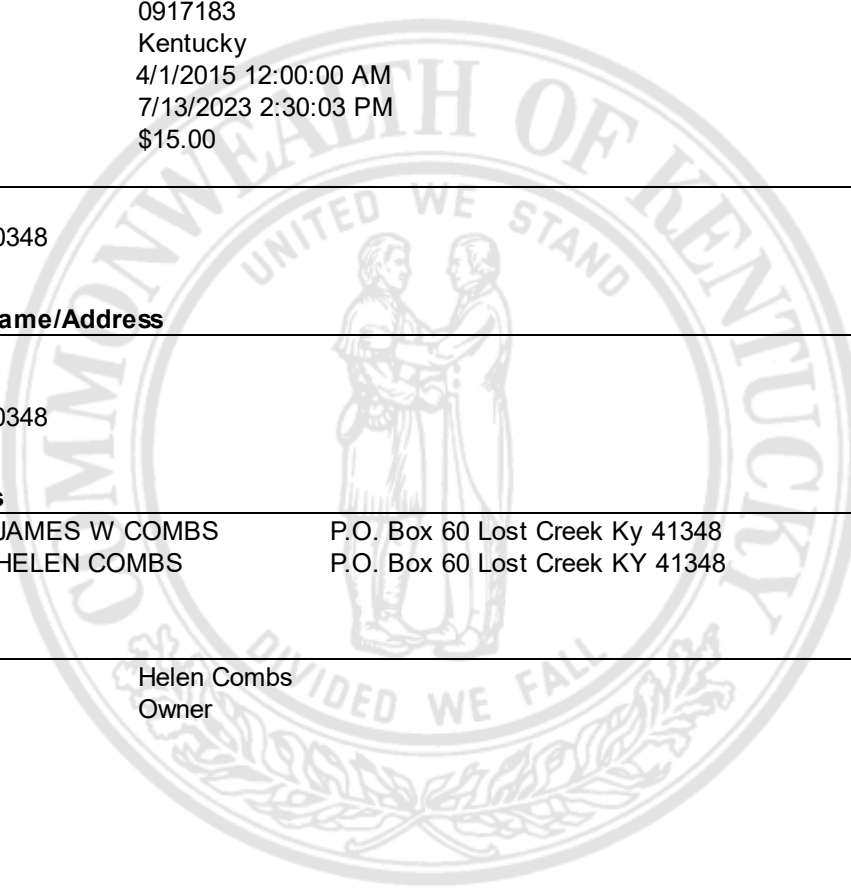 0917183
Kentucky
4/1/2015 12:00:00 AM
7/13/2023 2:30:03 PM
$15.00
0348
ame/Address
0348
s
JAMES W COMBS P.O. Box 60 Lost Creek Ky 41348
HELEN COMBS P.O. Box 60 Lost Creek KY 41348
Helen Combs
Owner
COMMONWEALTH OF KENTUCKY
UNITED WE STAND
DIVIDED WE FALL